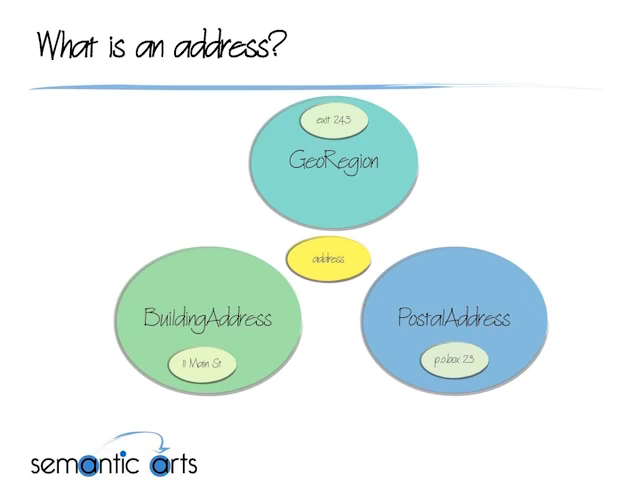 What is an address?
exit 243
GeoRegion
address
BuildingAddress
PostalAddress
11 Main St
p.o.box 23
semantic arts